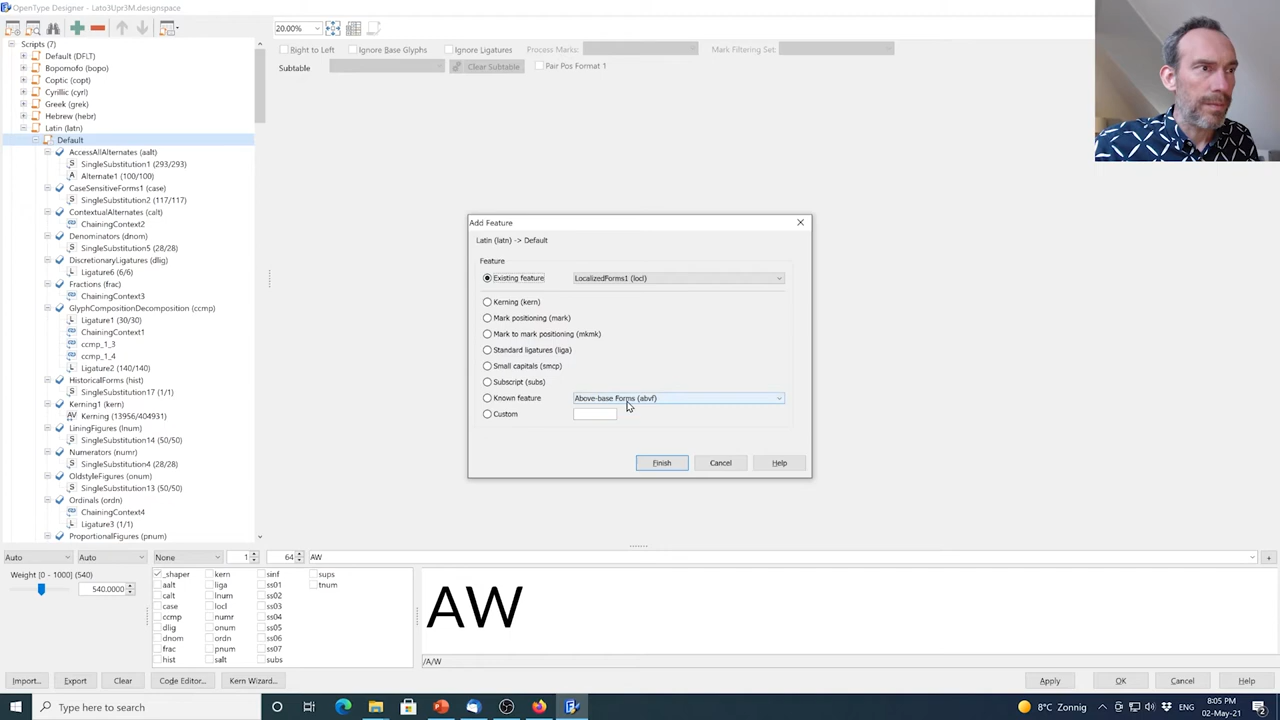 OpenType Designer - Lato3Upr3M.designspace
20.00%
Right to Left
Ignore Base Glyphs
Ignore Ligatures
Process Marks:
Mark Filtering Set:
Subtable
Clear Subtable
Pair Pos Format 1
Scripts (7)
Default (DFLT)
Bopomofo (bopo)
Coptic (copt)
Cyrillic (cyrl)
Greek (grek)
Hebrew (hebr)
Latin (latn)
Default
AccessAllAlternates (aalt)
SingleSubstitution1 (293/293)
Alternate1 (100/100)
CaseSensitiveForms1 (case)
SingleSubstitution2 (117/117)
ContextualAlternates (calt)
ChainingContext2
Denominators (dnom)
SingleSubstitution5 (28/28)
DiscretionaryLigatures (dlig)
Ligature6 (6/6)
Fractions (frac)
ChainingContext3
GlyphCompositionDecomposition (ccmp)
Ligature1 (30/30)
ChainingContext1
ccmp_1_3
ccmp_1_4
Ligature2 (140/140)
HistoricalForms (hist)
SingleSubstitution17 (1/1)
Kerning1 (kern)
Kerning (13956/404931)
LiningFigures (lnum)
SingleSubstitution14 (50/50)
Numerators (numr)
SingleSubstitution4 (28/28)
OldstyleFigures (onum)
SingleSubstitution13 (50/50)
Ordinals (ordn)
ChainingContext4
Ligature3 (1/1)
ProportionalFigures (pnum)
Add Feature
Latin (latn) -> Default
Feature
Existing feature LocalizedForms1 (locl)
Kerning (kern)
Mark positioning (mark)
Mark to mark positioning (mkmk)
Standard ligatures (liga)
Small capitals (smcp)
Subscript (subs)
Known feature Above-base Forms (abvf)
Custom
Finish Cancel Help
Auto Auto None 1 64 AW
Weight [0 - 1000] (540)
540.0000
_shaper kern sinf sups
aalt liga ss01 tnum
calt lnum ss02
case locl ss03
ccmp numr ss04
dlig onum ss05
dnom ordn ss06
frac pnum ss07
hist salt subs
AW
/A/W
Import... Export Clear Code Editor... Kern Wizard... Apply OK Cancel Help
Type here to search
8°C Zonnig
8:05 PM
02-May-21